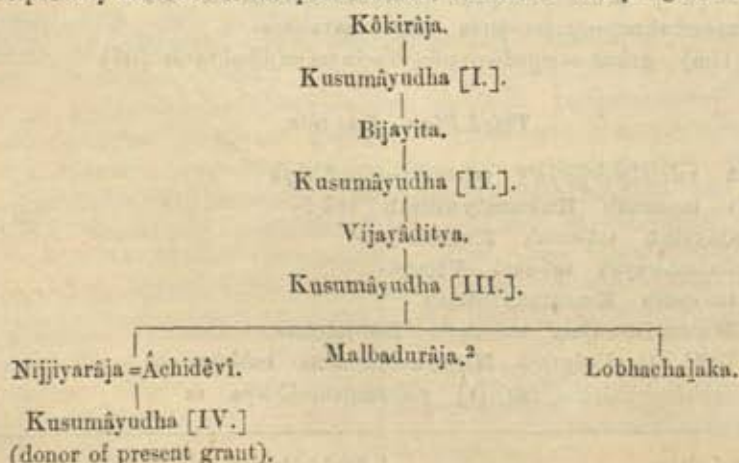 Kôkirâja.
Kusumâyudha [I.].
Bijayita.
Kusumâyudha [II.].
Vijayâditya.
Kusumâyudha [III.].
Nijjiyarâja=Âchidêvî. Malbadurâja.² Lobhachaḷaka.
Kusumâyudha [IV.]
(donor of present grant).